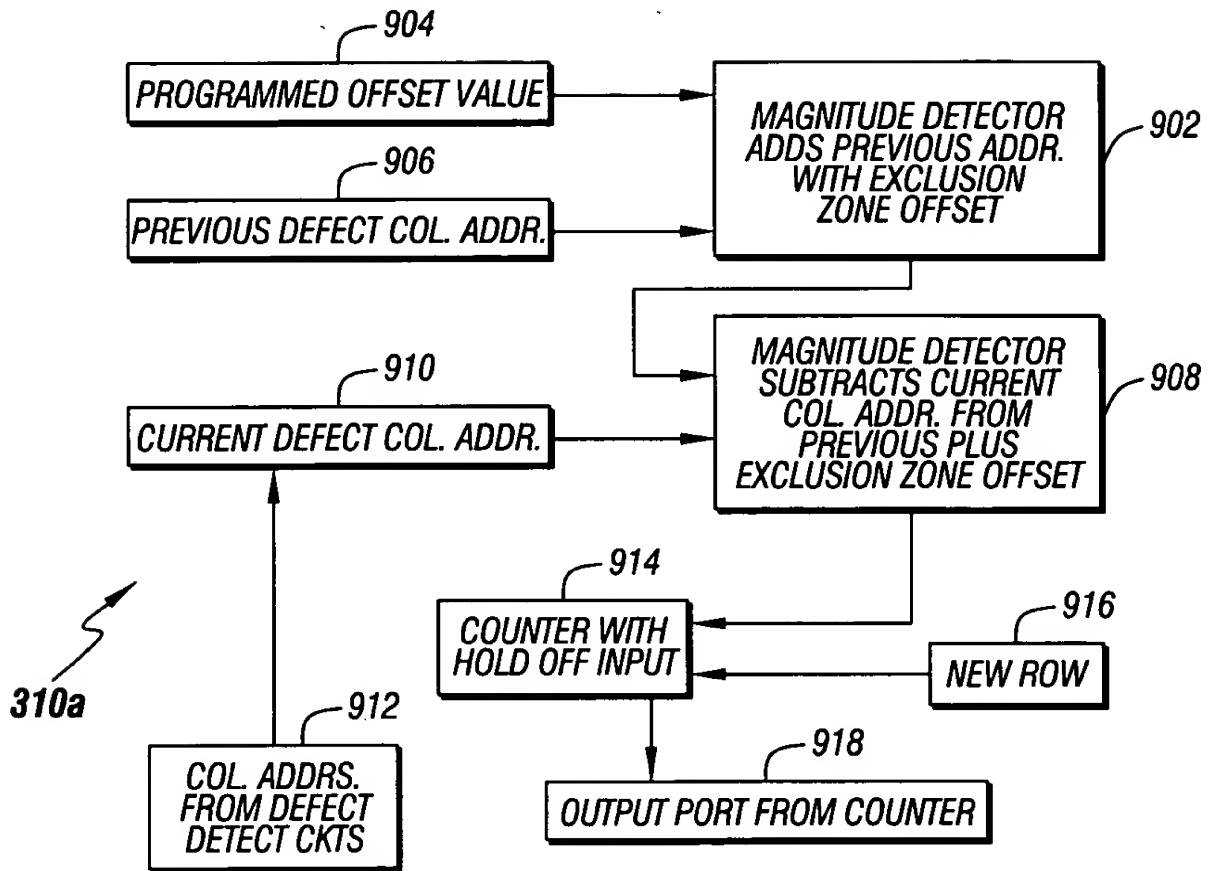 904
PROGRAMMED OFFSET VALUE
906
PREVIOUS DEFECT COL. ADDR.
MAGNITUDE DETECTOR
ADDS PREVIOUS ADDR.
WITH EXCLUSION
ZONE OFFSET
902
910
CURRENT DEFECT COL. ADDR.
MAGNITUDE DETECTOR
SUBTRACTS CURRENT
COL. ADDR. FROM
PREVIOUS PLUS
EXCLUSION ZONE OFFSET
908
914
COUNTER WITH
HOLD OFF INPUT
916
NEW ROW
310a
912
COL. ADDRS.
FROM DEFECT
DETECT CKTS
918
OUTPUT PORT FROM COUNTER